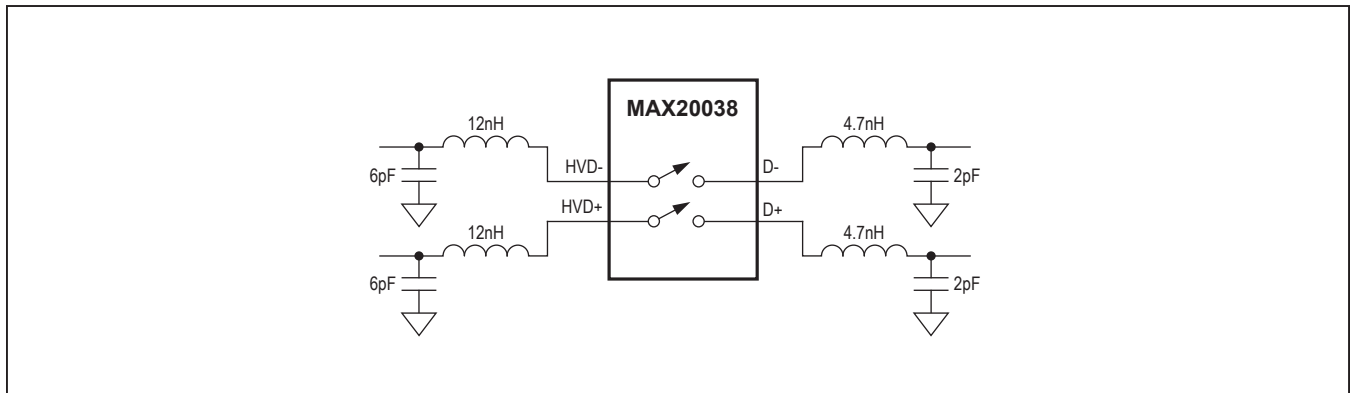 MAX20038
12nH
4.7nH
HVD-
D-
6pF
2pF
HVD+
D+
12nH
4.7nH
6pF
2pF